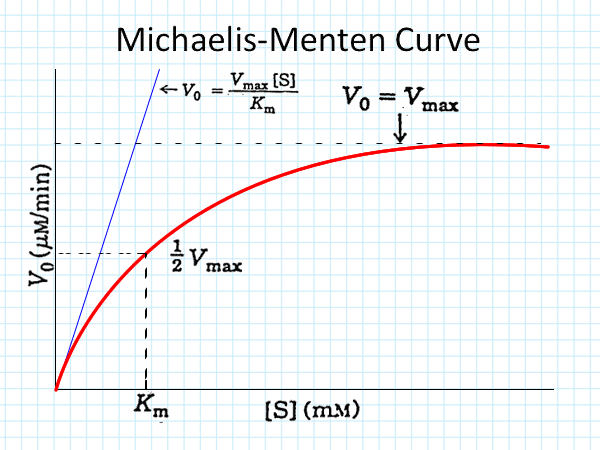 Michaelis-Menten Curve
←V₀ = Vmax [S] / Km
V₀ = Vmax
V₀ (μM/min)
½ Vmax
Km
[S] (mM)